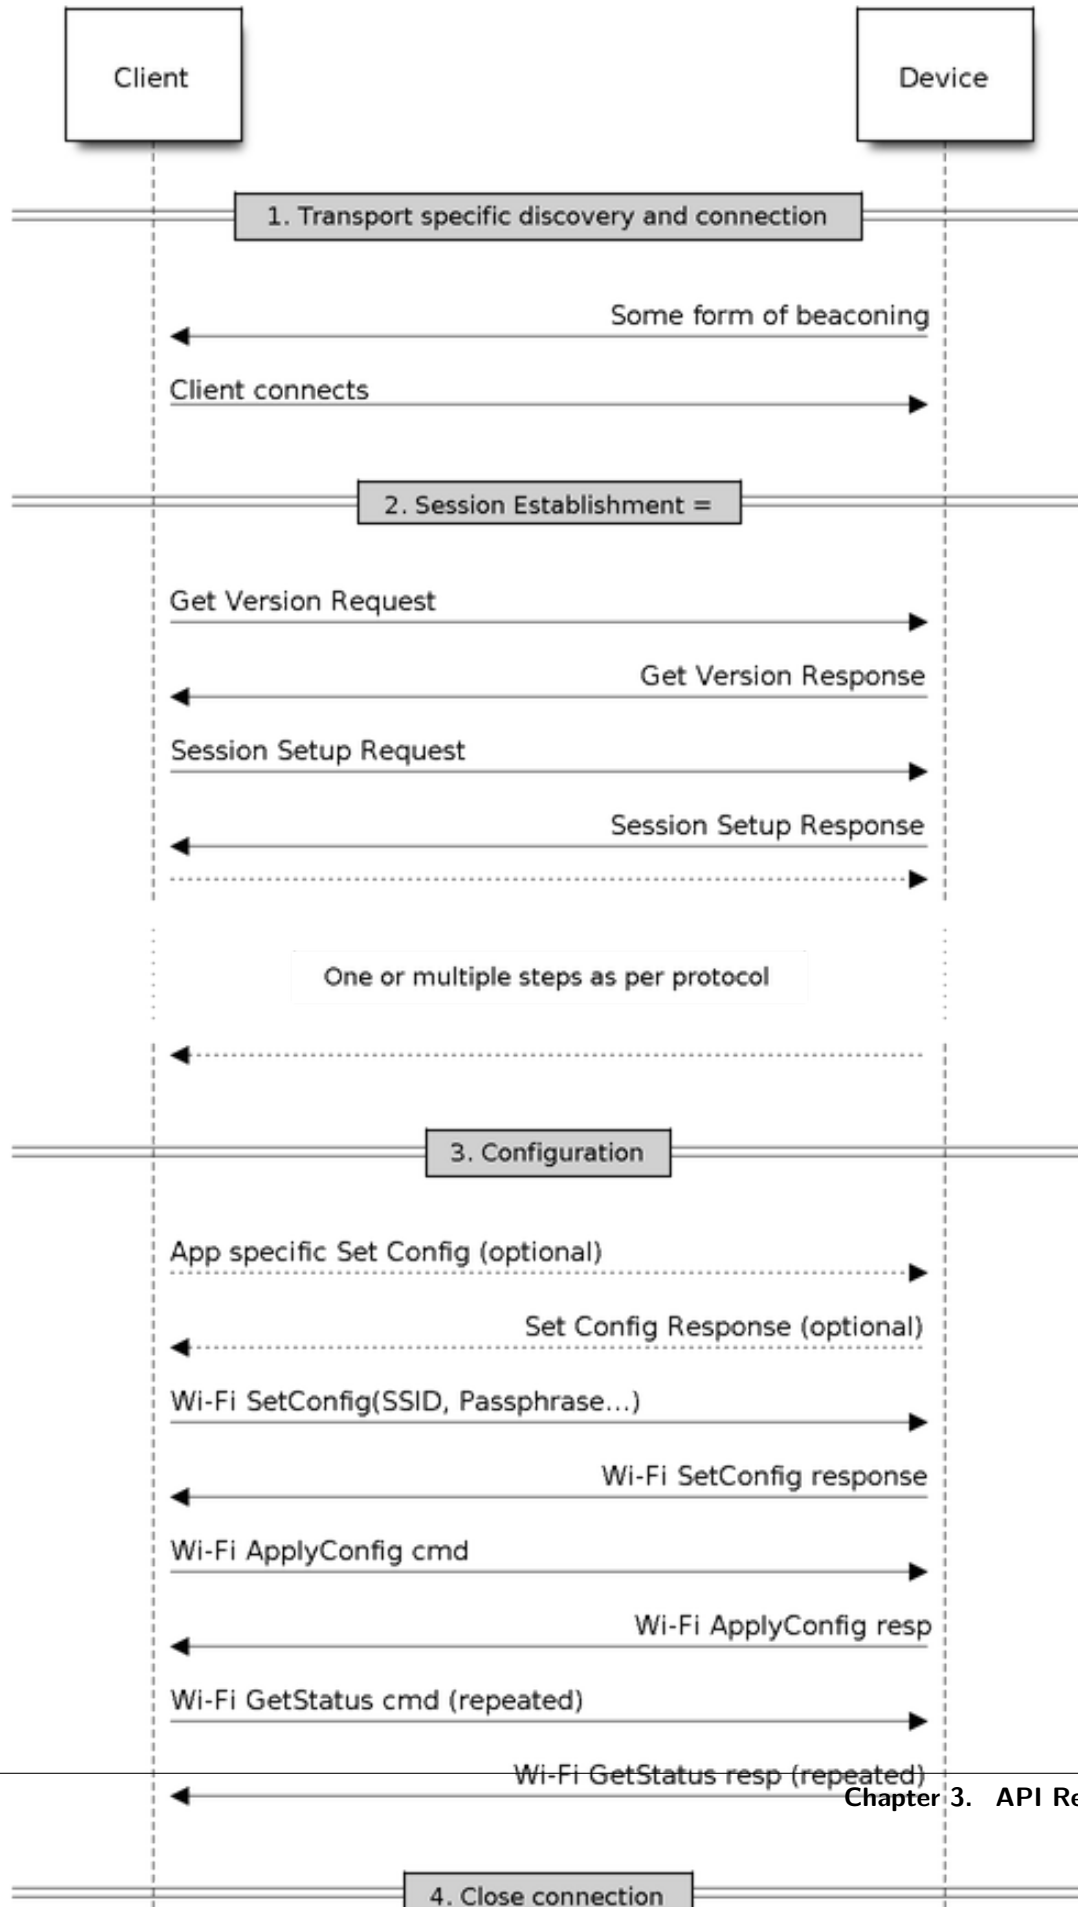 Client
Device
1. Transport specific discovery and connection
Some form of beaconing
Client connects
2. Session Establishment =
Get Version Request
Get Version Response
Session Setup Request
Session Setup Response
One or multiple steps as per protocol
3. Configuration
App specific Set Config (optional)
Set Config Response (optional)
Wi-Fi SetConfig(SSID, Passphrase...)
Wi-Fi SetConfig response
Wi-Fi ApplyConfig cmd
Wi-Fi ApplyConfig resp
Wi-Fi GetStatus cmd (repeated)
Wi-Fi GetStatus resp (repeated)
Chapter 3. API Re
4. Close connection